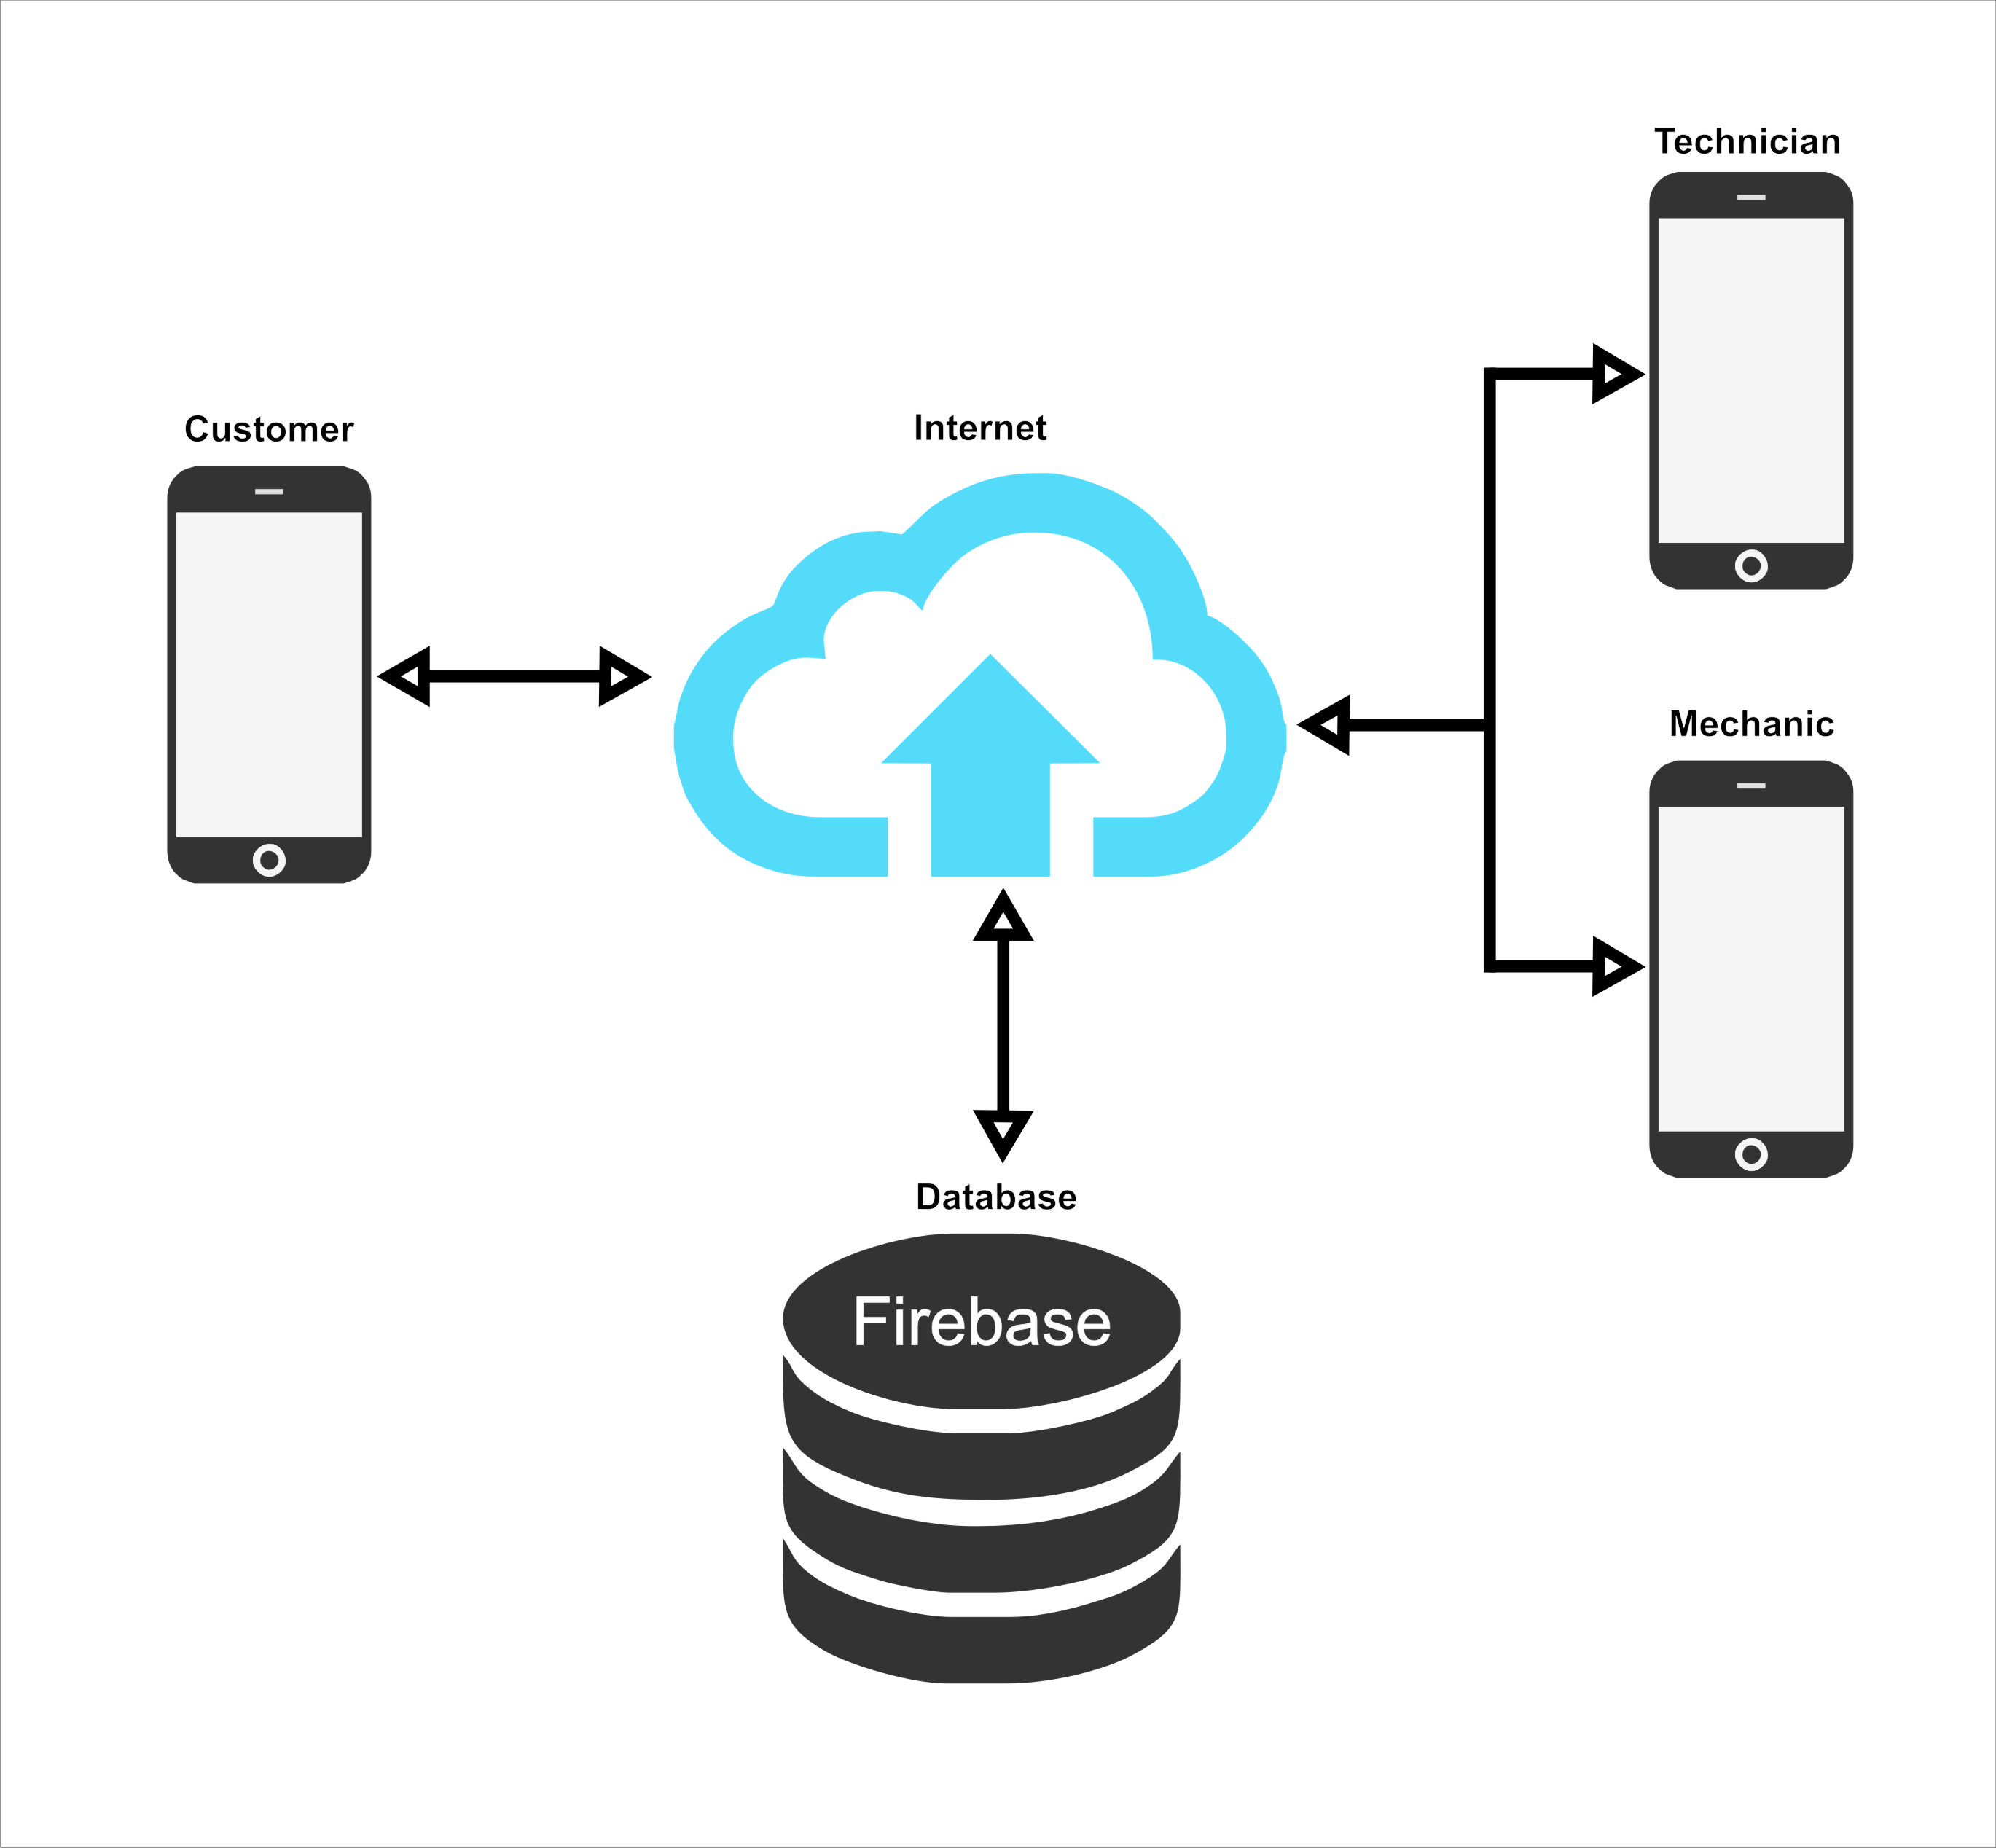 Technician
Customer
Internet
Mechanic
Database
Firebase